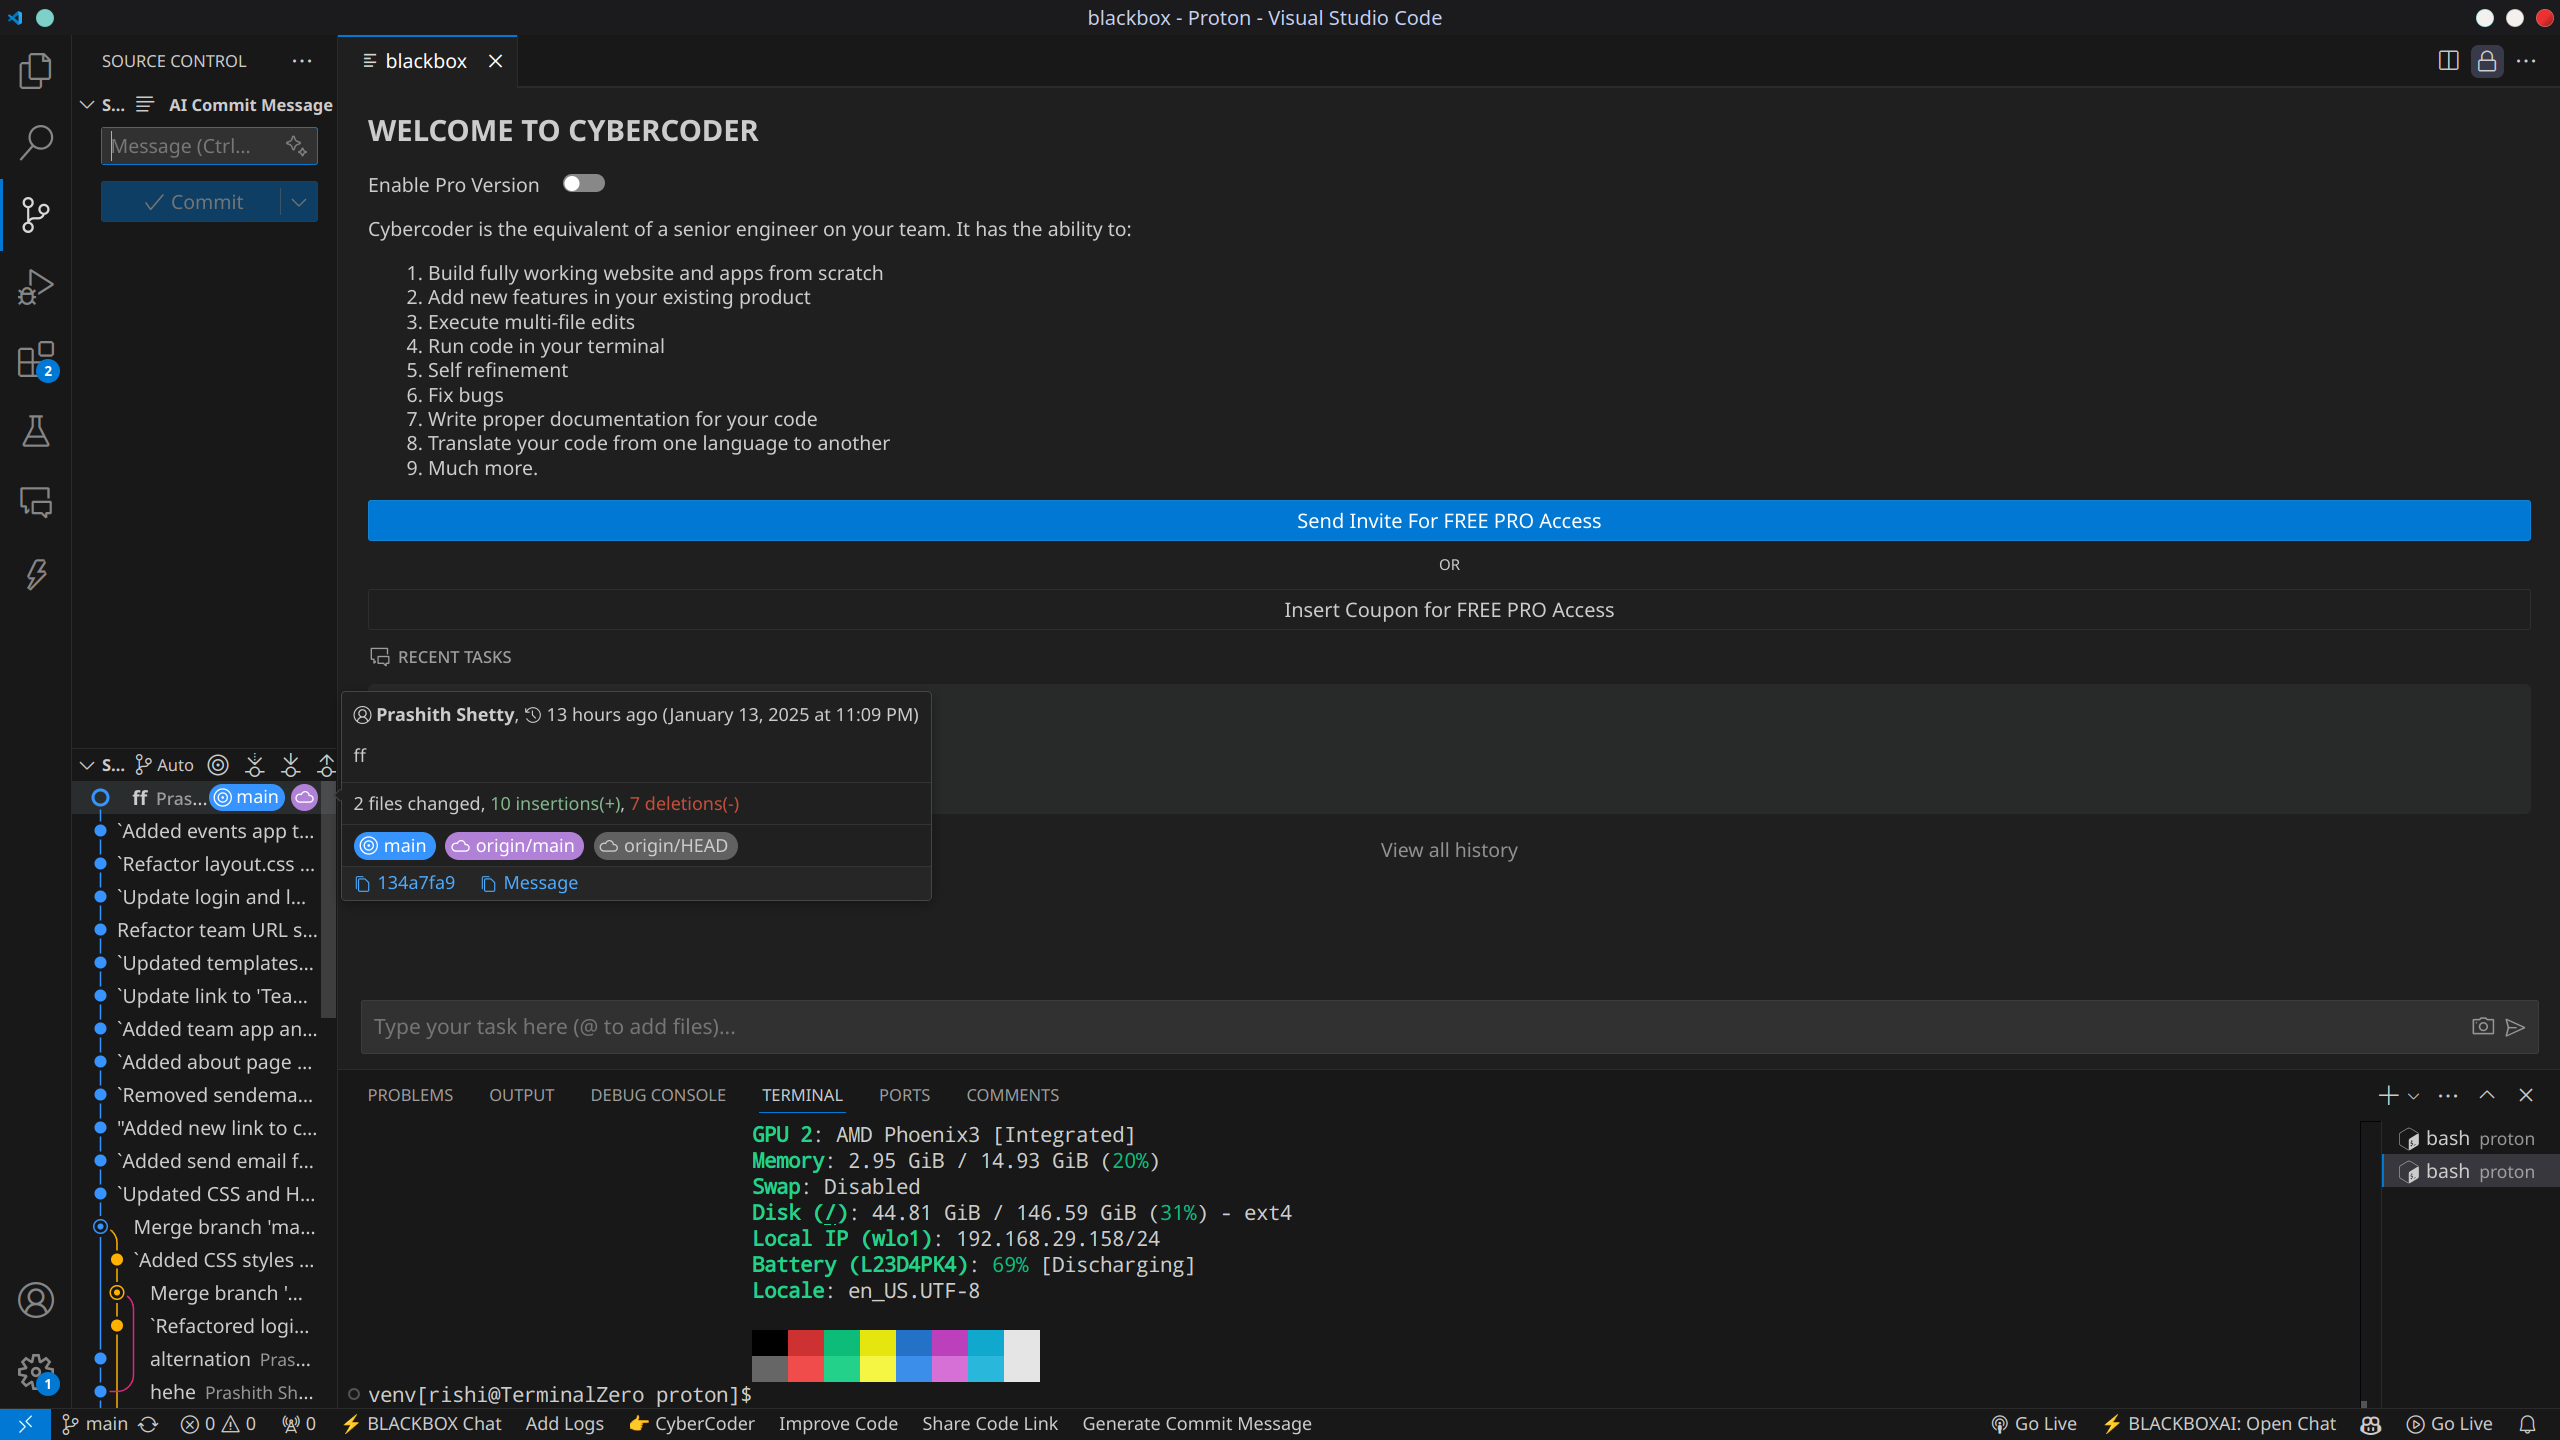 blackbox - Proton - Visual Studio Code
SOURCE CONTROL
S... AI Commit Message
Message (Ctrl...
Commit
2
blackbox
WELCOME TO CYBERCODER
Enable Pro Version
Cybercoder is the equivalent of a senior engineer on your team. It has the ability to:
1. Build fully working website and apps from scratch
2. Add new features in your existing product
3. Execute multi-file edits
4. Run code in your terminal
5. Self refinement
6. Fix bugs
7. Write proper documentation for your code
8. Translate your code from one language to another
9. Much more.
Send Invite For FREE PRO Access
OR
Insert Coupon for FREE PRO Access
RECENT TASKS
Prashith Shetty, 13 hours ago (January 13, 2025 at 11:09 PM)
ff
2 files changed, 10 insertions(+), 7 deletions(-)
main origin/main origin/HEAD
134a7fa9 Message
View all history
Type your task here (@ to add files)...
S... Auto
ff Pras... main
`Added events app t...
`Refactor layout.css ...
`Update login and l...
Refactor team URL s...
`Updated templates...
`Update link to 'Tea...
`Added team app an...
`Added about page ...
`Removed sendema...
"Added new link to c...
`Added send email f...
`Updated CSS and H...
Merge branch 'ma...
`Added CSS styles ...
Merge branch '...
`Refactored logi...
alternation Pras...
hehe Prashith Sh...
1
PROBLEMS OUTPUT DEBUG CONSOLE TERMINAL PORTS COMMENTS
GPU 2: AMD Phoenix3 [Integrated]
Memory: 2.95 GiB / 14.93 GiB (20%)
Swap: Disabled
Disk (/): 44.81 GiB / 146.59 GiB (31%) - ext4
Local IP (wlo1): 192.168.29.158/24
Battery (L23D4PK4): 69% [Discharging]
Locale: en_US.UTF-8
venv[rishi@TerminalZero proton]$
bash proton
bash proton
main 0 0 0 BLACKBOX Chat Add Logs CyberCoder Improve Code Share Code Link Generate Commit Message Go Live BLACKBOXAI: Open Chat Go Live